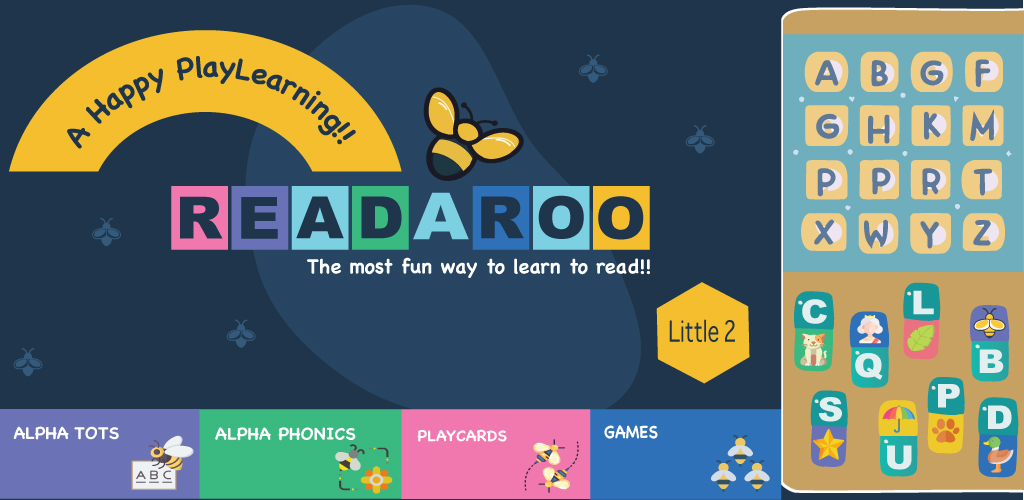 A Happy PlayLearning!!
READAROO
The most fun way to learn to read!!
Little 2
ALPHA TOTS
ABC
ALPHA PHONICS
PLAYCARDS
GAMES
A B G F
G H K M
P P R T
X W Y Z
C
L
Q
B
S
P
D
U